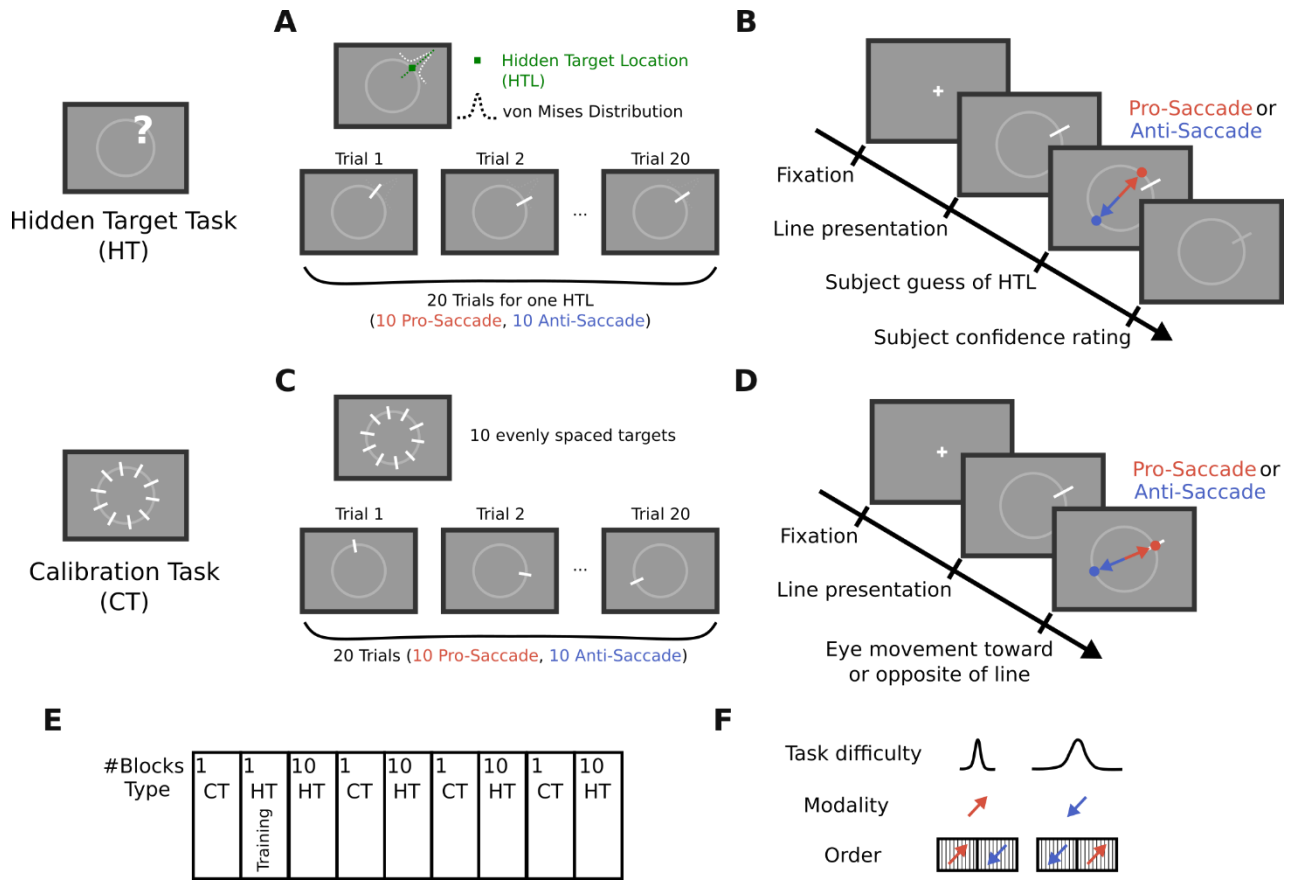 A
B
Hidden Target Location
(HTL)
von Mises Distribution
?
Hidden Target Task
(HT)
Trial 1
Trial 2
Trial 20
...
20 Trials for one HTL
(10 Pro-Saccade, 10 Anti-Saccade)
Pro-Saccade or
Anti-Saccade
Fixation
Line presentation
Subject guess of HTL
Subject confidence rating
C
D
10 evenly spaced targets
Calibration Task
(CT)
Trial 1
Trial 2
Trial 20
...
20 Trials (10 Pro-Saccade, 10 Anti-Saccade)
Pro-Saccade or
Anti-Saccade
Fixation
Line presentation
Eye movement toward
or opposite of line
E
#Blocks 1 1 10 1 10 1 10 1 10
Type CT HT HT CT HT CT HT CT HT
Training
F
Task difficulty
Modality
Order